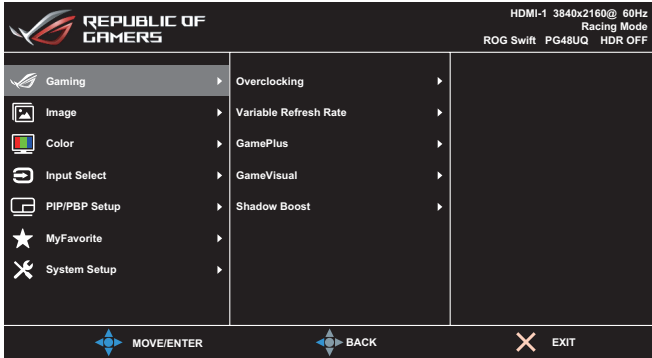 REPUBLIC OF
GAMERS
HDMI-1 3840x2160@ 60Hz
Racing Mode
ROG Swift PG48UQ HDR OFF
Gaming
Image
Color
Input Select
PIP/PBP Setup
MyFavorite
System Setup
Overclocking
Variable Refresh Rate
GamePlus
GameVisual
Shadow Boost
MOVE/ENTER
BACK
EXIT